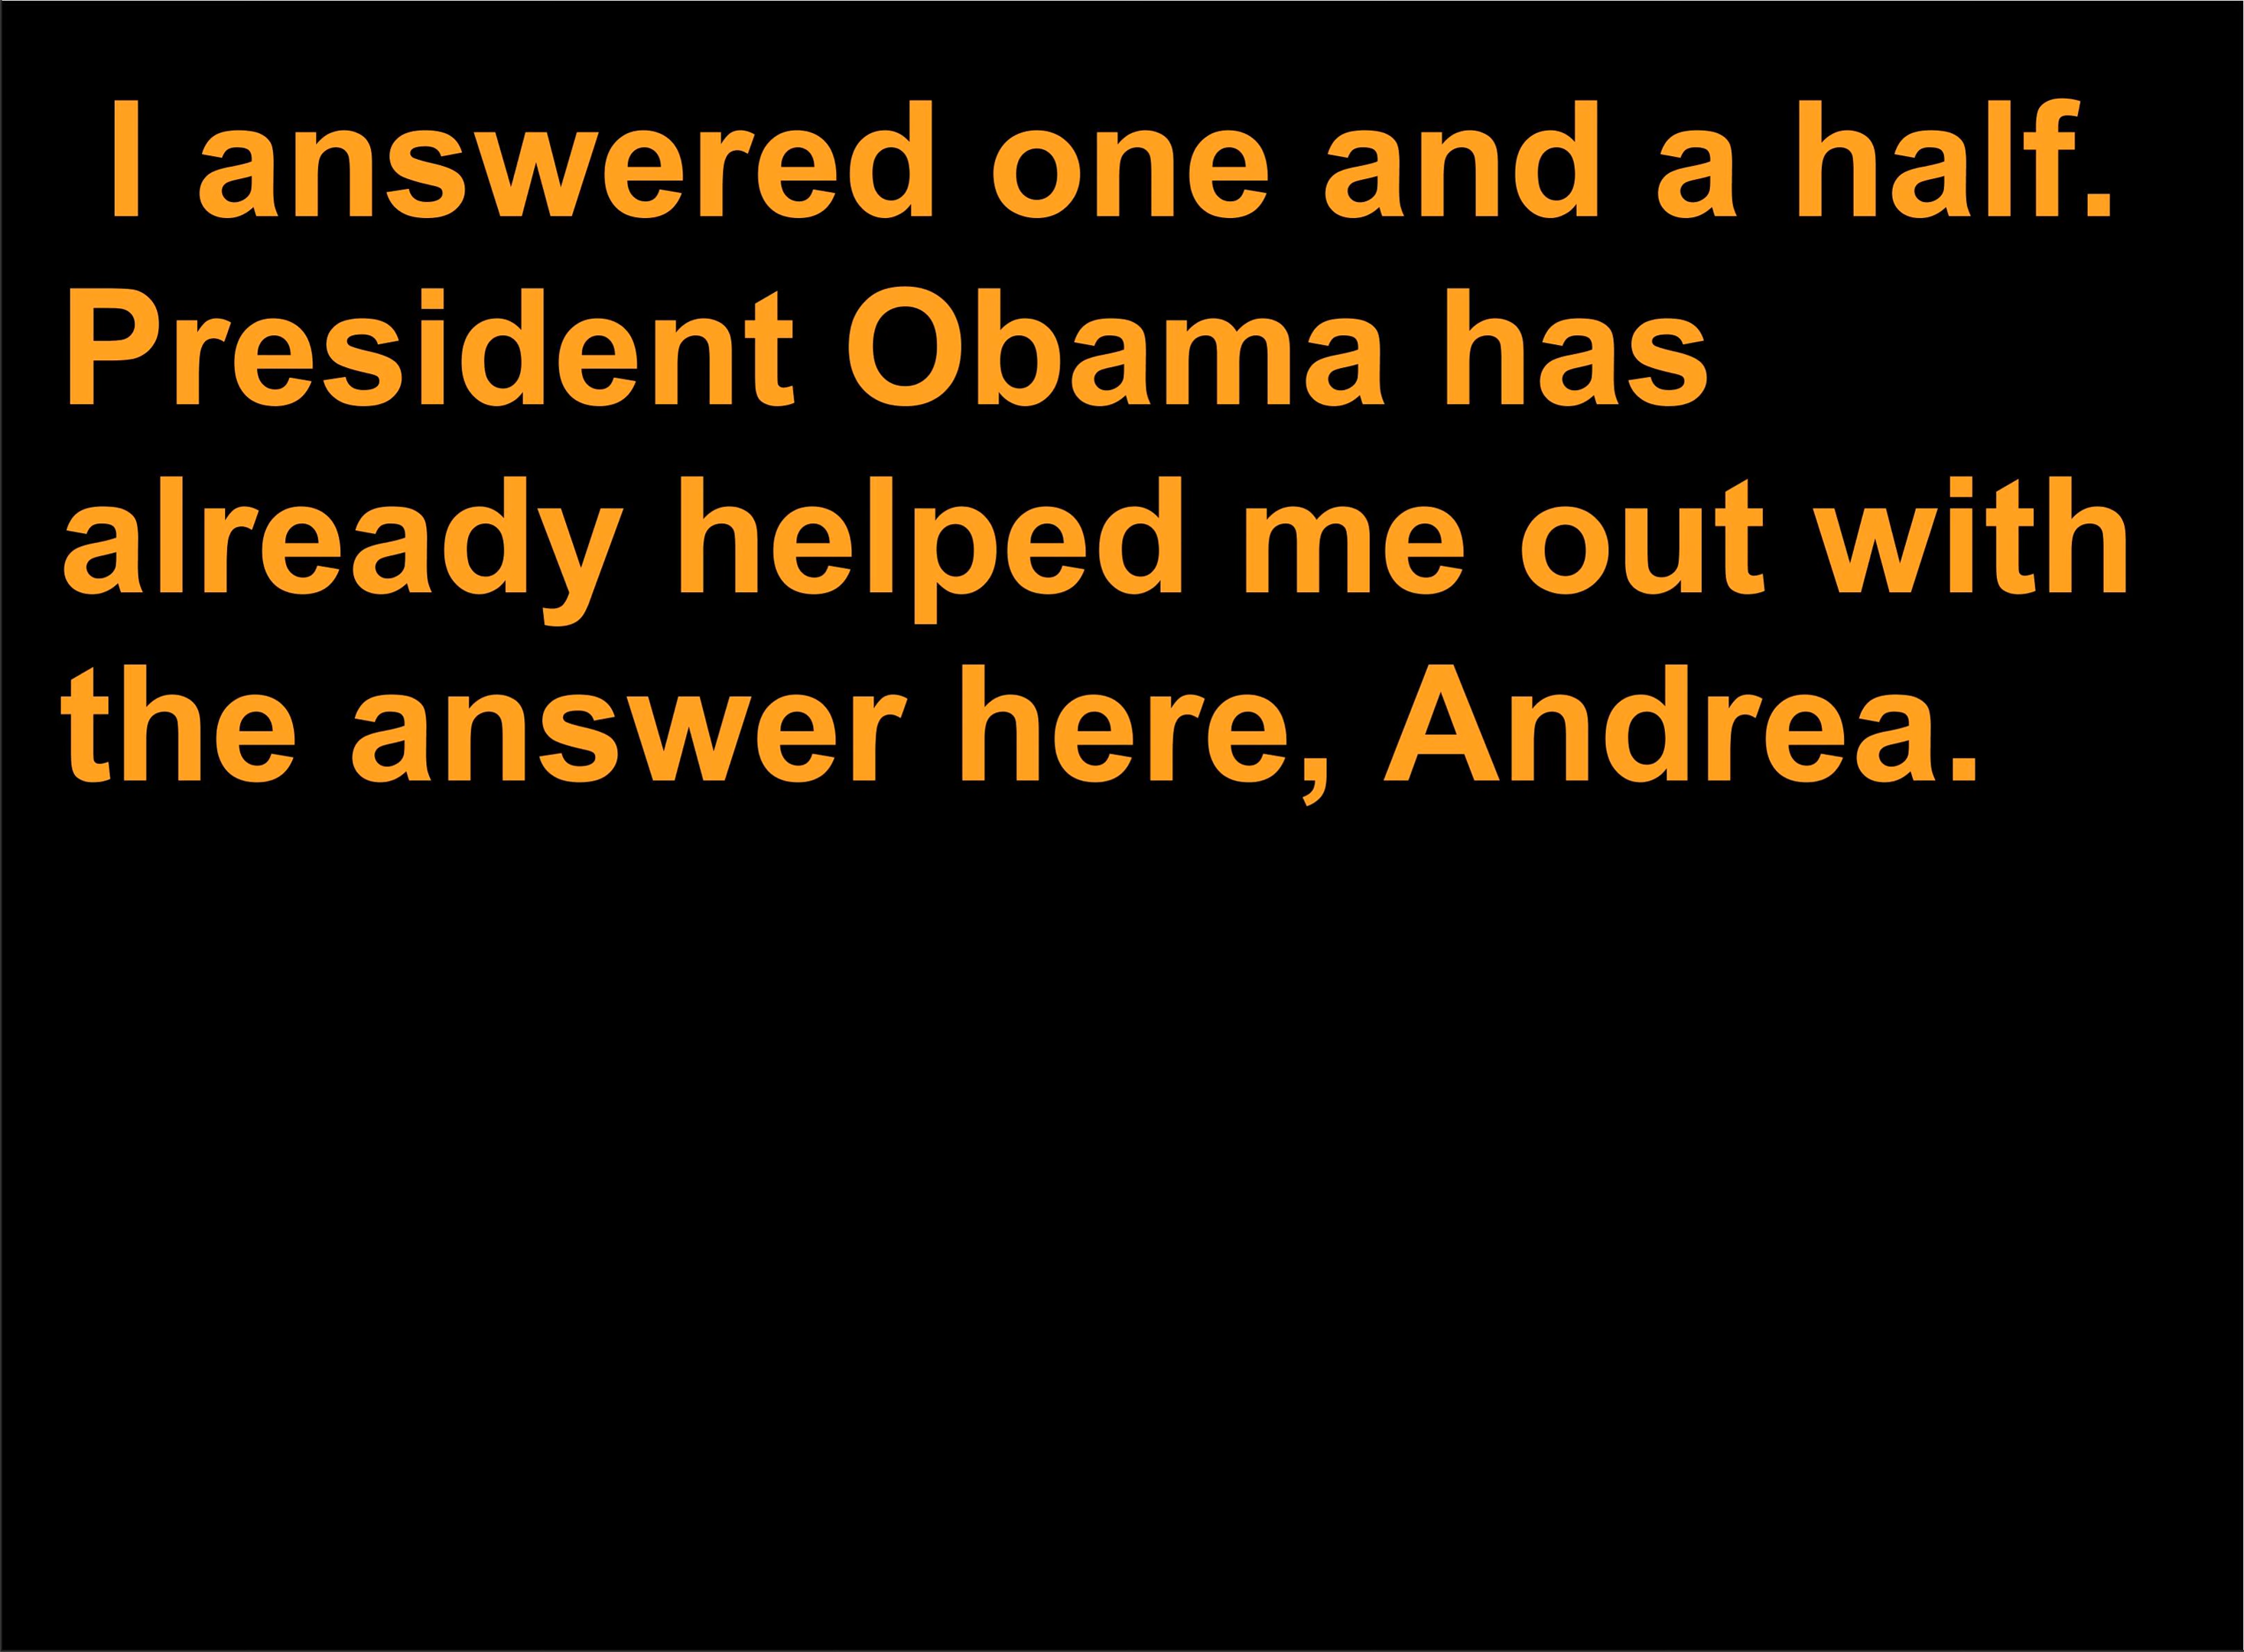 I answered one and a half.
President Obama has
already helped me out with
the answer here, Andrea.